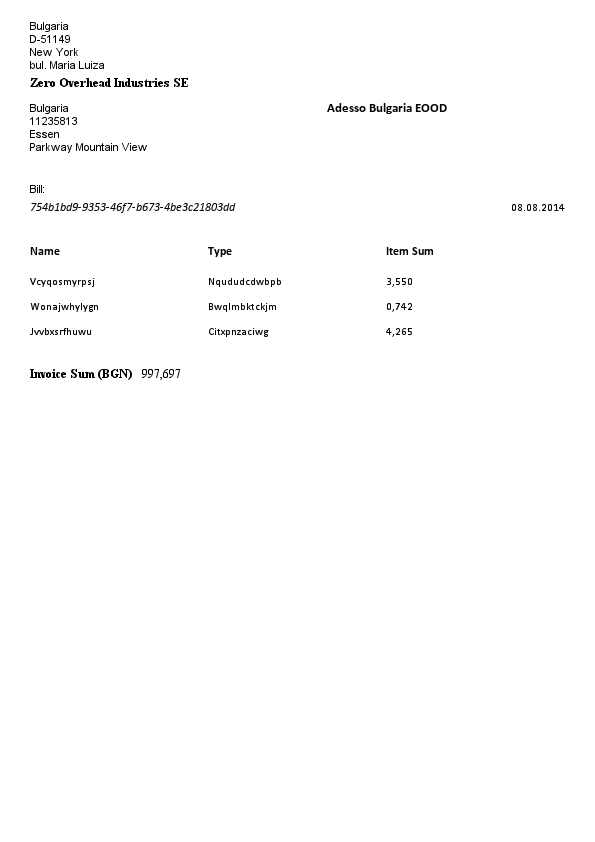 Bulgaria
D-51149
New York
bul. Maria Luiza
Zero Overhead Industries SE
Bulgaria
Adesso Bulgaria EOOD
11235813
Essen
Parkway Mountain View
Bill:
754b1bd9-9353-46f7-b673-4be3c21803dd 08.08.2014
Name Type Item Sum
Vcyqosmyrpsj Nqududcdwbpb 3,550
Wonajwhylygn Bwqlmbktckjm 0,742
Jvvbxsrfhuwu Citxpnzaciwg 4,265
Invoice Sum (BGN) 997,697